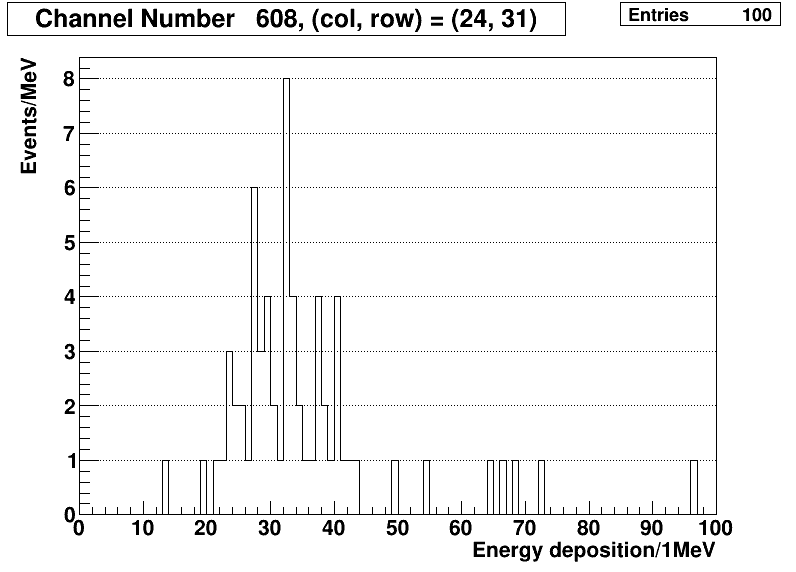 Channel Number 608, (col, row) = (24, 31)
Entries 100
Events/MeV
8
7
6
5
4
3
2
1
0
0 10 20 30 40 50 60 70 80 90 100
Energy deposition/1MeV